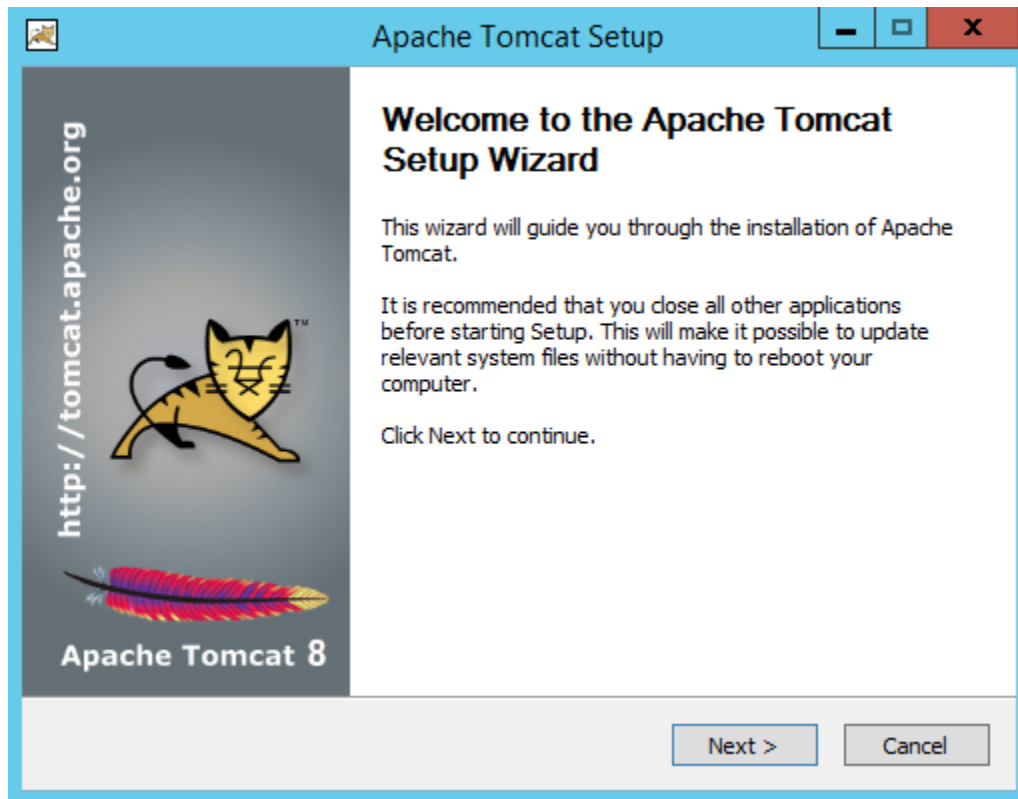 Apache Tomcat Setup
http://tomcat.apache.org
TM
Apache Tomcat 8
Welcome to the Apache Tomcat
Setup Wizard
This wizard will guide you through the installation of Apache
Tomcat.
It is recommended that you close all other applications
before starting Setup. This will make it possible to update
relevant system files without having to reboot your
computer.
Click Next to continue.
Next >
Cancel